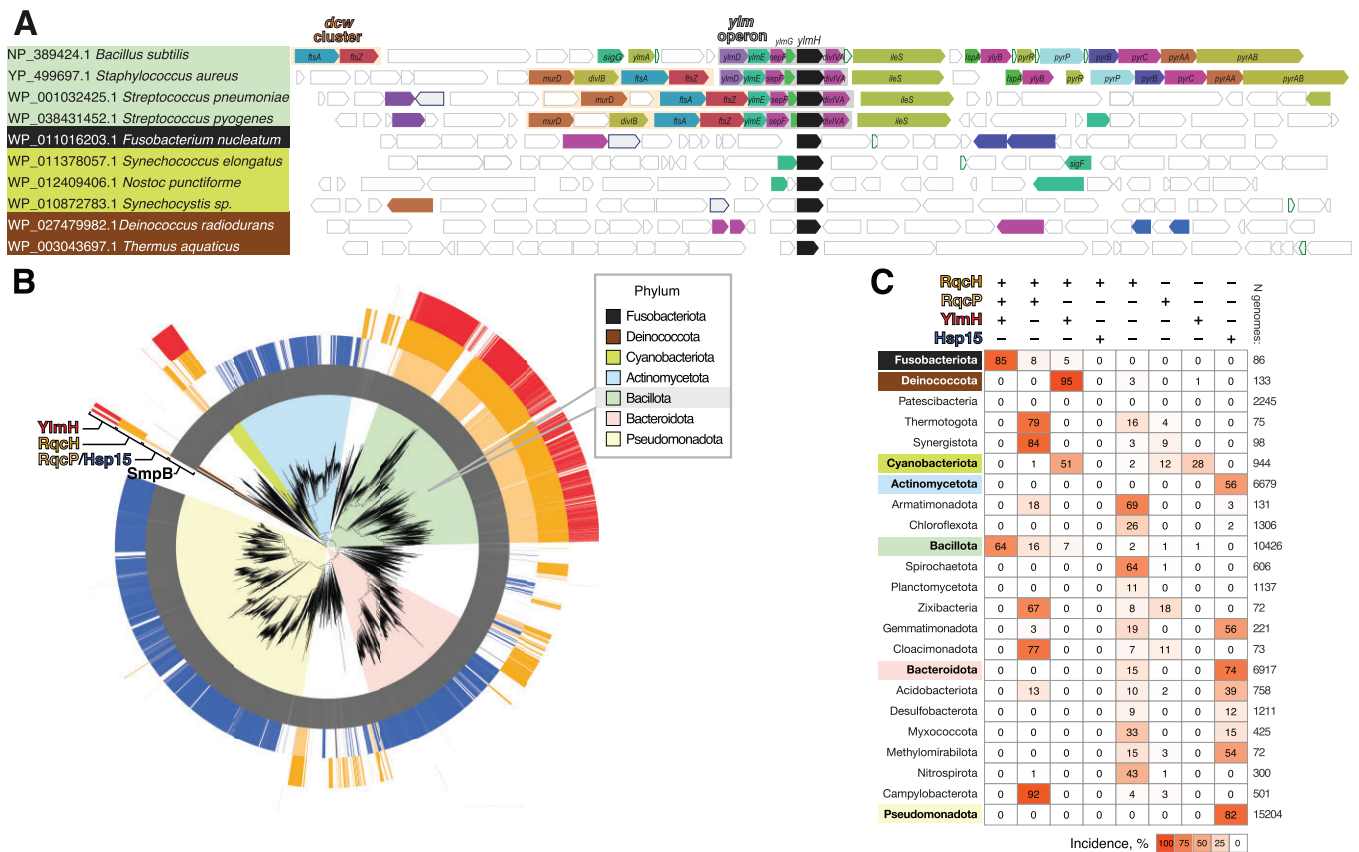 A
dcw
cluster
ylm
operon
ylmG
ylmH
NP_389424.1 Bacillus subtilis
ftsA ftsZ sigG ylmA ylmD ylmE sepF divIVA ileS lspA ylyB pyrR pyrP pyrB pyrC pyrAA pyrAB
YP_499697.1 Staphylococcus aureus
murD divIB ftsA ftsZ ylmD ylmE sepF divIVA ileS lspA ylyB pyrR pyrP pyrB pyrC pyrAA pyrAB
WP_001032425.1 Streptococcus pneumoniae
murD ftsA ftsZ ylmE sepF divIVA ileS
WP_038431452.1 Streptococcus pyogenes
murD divIB ftsA ftsZ ylmE sepF divIVA ileS
WP_011016203.1 Fusobacterium nucleatum
WP_011378057.1 Synechococcus elongatus
sigF
WP_012409406.1 Nostoc punctiforme
WP_010872783.1 Synechocystis sp.
WP_027479982.1 Deinococcus radiodurans
WP_003043697.1 Thermus aquaticus
B
YlmH
RqcH
RqcP/Hsp15
SmpB
Phylum
Fusobacteriota
Deinococcota
Cyanobacteriota
Actinomycetota
Bacillota
Bacteroidota
Pseudomonadota
C
RqcH + + + + + − − −
RqcP + + − − − + − −
YlmH + − + − − − + −
Hsp15 − − − + − − − +
N genomes:
Fusobacteriota 85 8 5 0 0 0 0 0 86
Deinococcota 0 0 95 0 3 0 1 0 133
Patescibacteria 0 0 0 0 0 0 0 0 2245
Thermotogota 0 79 0 0 16 4 0 0 75
Synergistota 0 84 0 0 3 9 0 0 98
Cyanobacteriota 0 1 51 0 2 12 28 0 944
Actinomycetota 0 0 0 0 0 0 0 56 6679
Armatimonadota 0 18 0 0 69 0 0 3 131
Chloroflexota 0 0 0 0 26 0 0 2 1306
Bacillota 64 16 7 0 2 1 1 0 10426
Spirochaetota 0 0 0 0 64 1 0 0 606
Planctomycetota 0 0 0 0 11 0 0 0 1137
Zixibacteria 0 67 0 0 8 18 0 0 72
Gemmatimonadota 0 3 0 0 19 0 0 56 221
Cloacimonadota 0 77 0 0 7 11 0 0 73
Bacteroidota 0 0 0 0 15 0 0 74 6917
Acidobacteriota 0 13 0 0 10 2 0 39 758
Desulfobacterota 0 0 0 0 9 0 0 12 1211
Myxococcota 0 0 0 0 33 0 0 15 425
Methylomirabilota 0 0 0 0 15 3 0 54 72
Nitrospirota 0 1 0 0 43 1 0 0 300
Campylobacterota 0 92 0 0 4 3 0 0 501
Pseudomonadota 0 0 0 0 0 0 0 82 15204
Incidence, % 100 75 50 25 0